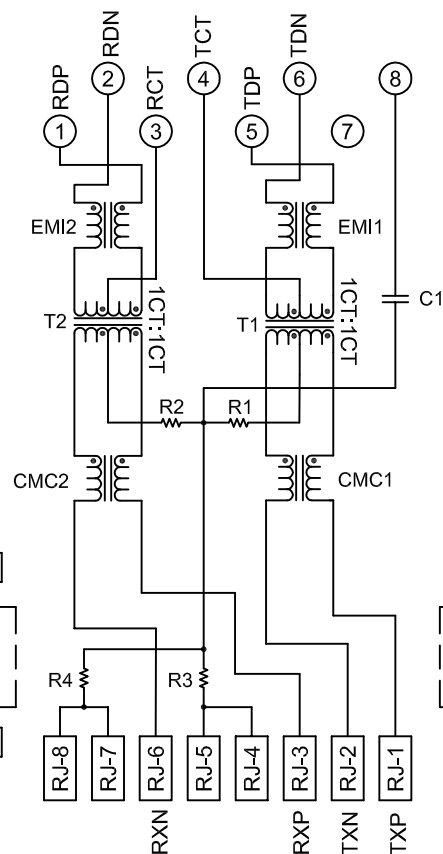 RDP
RDN
RCT
TCT
TDP
TDN
1
2
3
4
5
6
7
8
EMI2
EMI1
T2
1CT:1CT
T1
1CT:1CT
C1
R2
R1
CMC2
CMC1
R4
R3
RJ-8
RJ-7
RJ-6
RJ-5
RJ-4
RJ-3
RJ-2
RJ-1
RXN
RXP
TXN
TXP